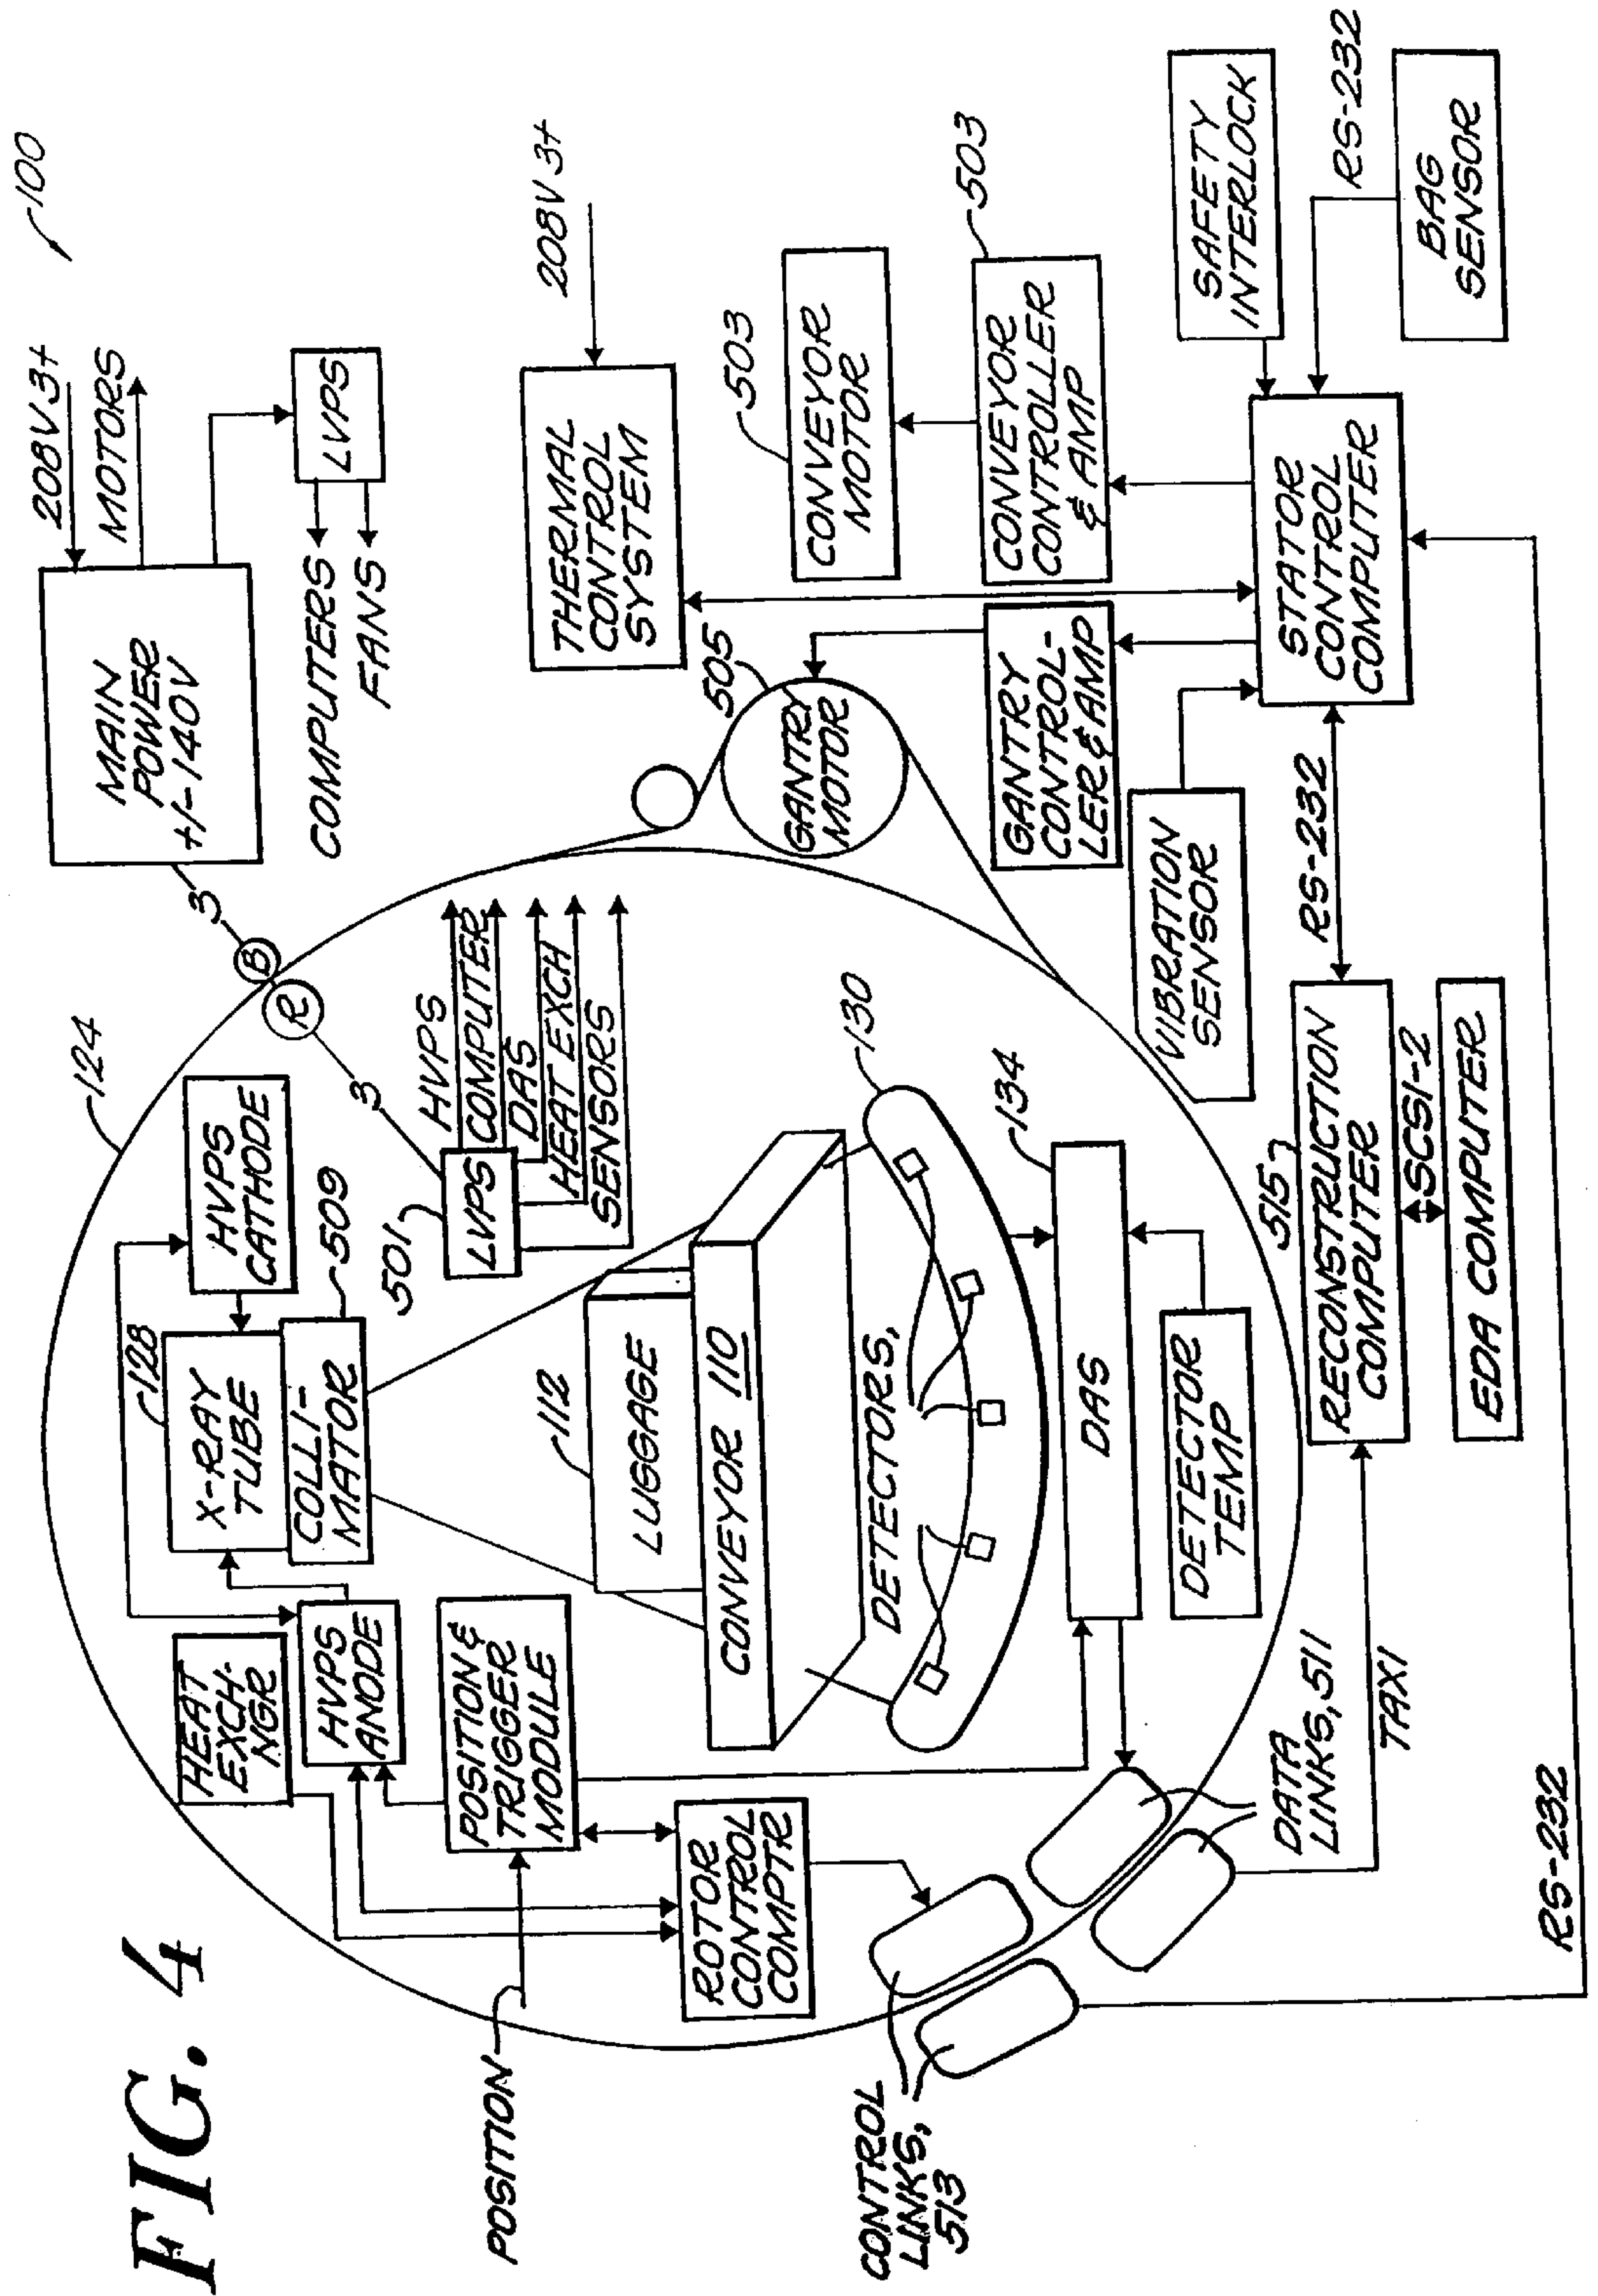 FIG. 4
100
208V 3+
MOTORS
MAIN
POWER
+/-140V
LVPS
COMPUTERS
FANS
3
B
R
3
124
HEAT
EXCH-
NGR
HVPS
ANODE
128
X-RAY
TUBE
COLLI-
MATOR
509
HVPS
CATHODE
501
LVPS
HVPS
COMPUTER
DAS
HEAT EXCH
SENSORS
208V 3+
THERMAL
CONTROL
SYSTEM
POSITION
POSITION &
TRIGGER
MODULE
112
LUGGAGE
CONVEYOR 110
DETECTORS,
130
505
GANTRY
MOTOR
503
CONVEYOR
MOTOR
503
CONVEYOR
CONTROLLER
& AMP
ROTOR
CONTROL
COMPTR
DAS
134
DETECTOR
TEMP
GANTRY
CONTROL-
LER & AMP
VIBRATION
SENSOR
SAFETY
INTERLOCK
CONTROL
LINKS,
513
DATA
LINKS, 511
TAXI
515
RECONSTRUCTION
COMPUTER
SCSI-2
EDA COMPUTER
RS-232
STATOR
CONTROL
COMPUTER
RS-232
BAG
SENSOR
RS-232